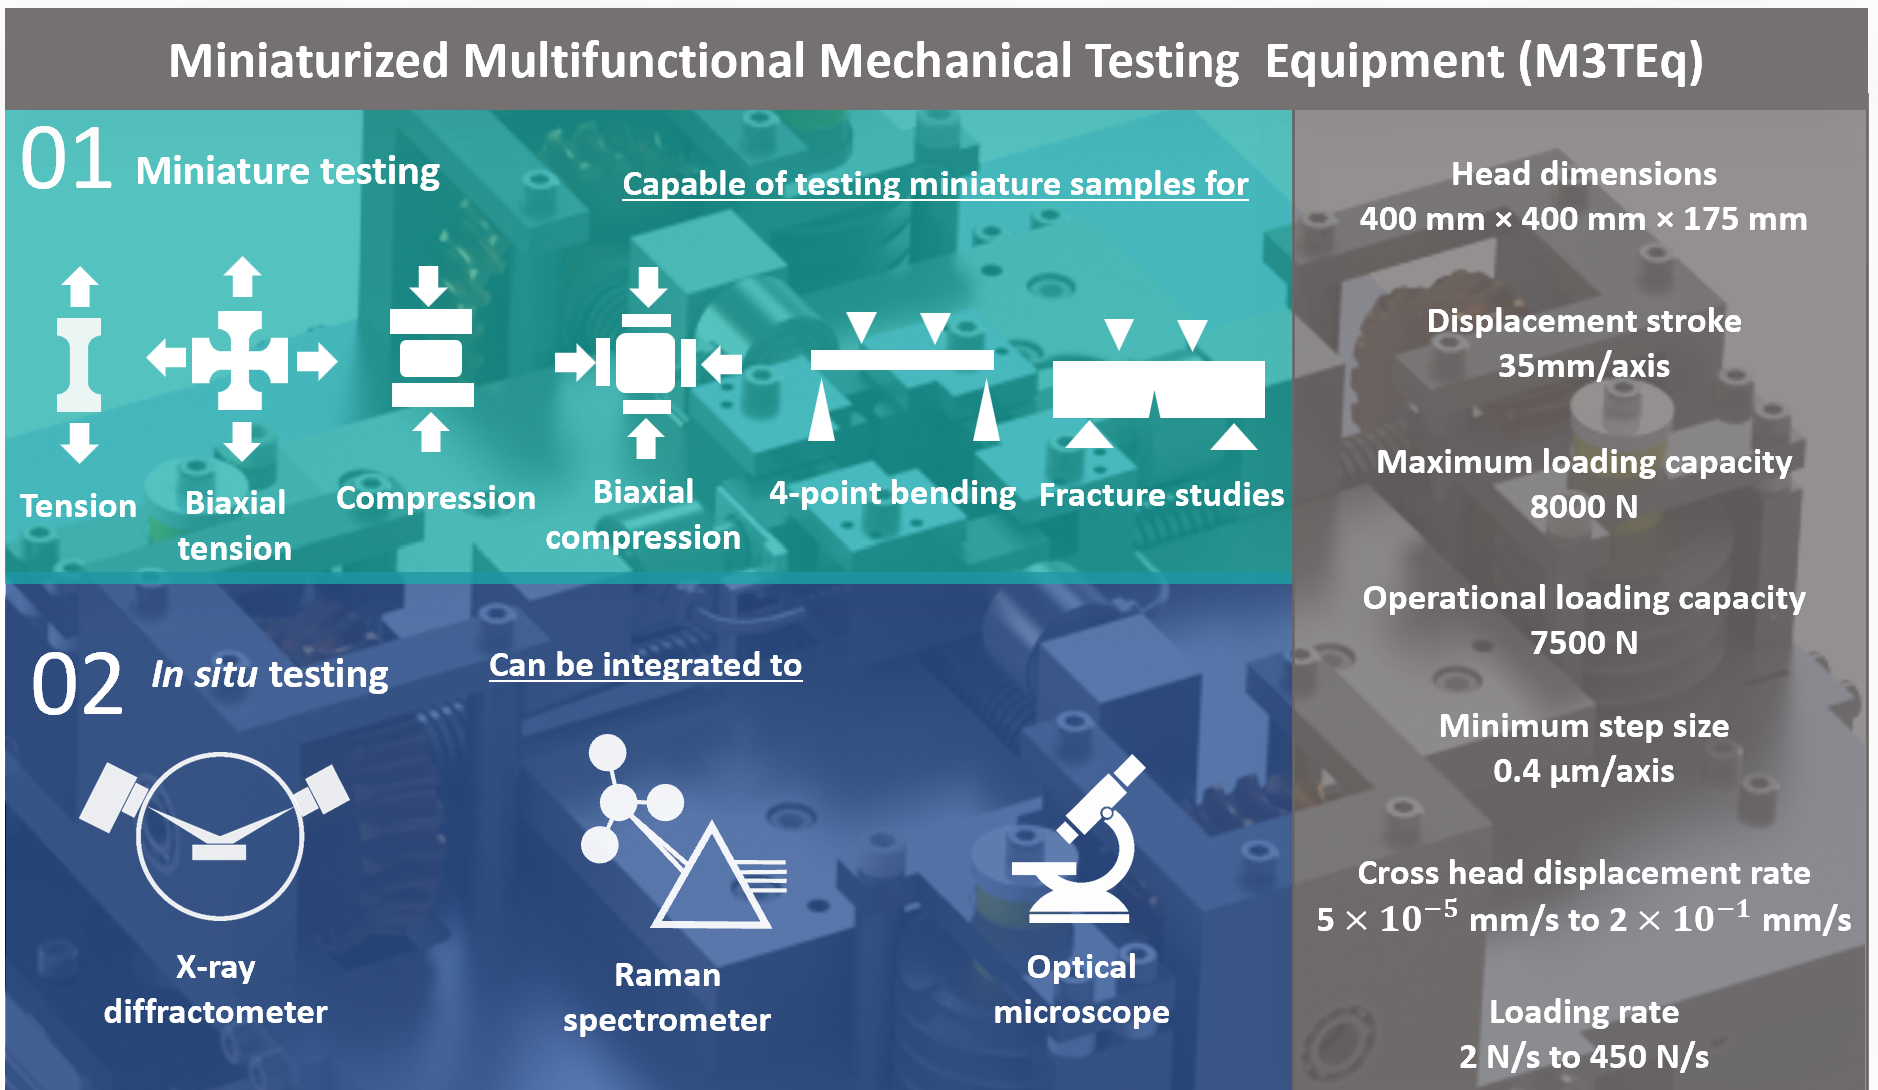 Miniaturized Multifunctional Mechanical Testing Equipment (M3TEq)
01 Miniature testing
Capable of testing miniature samples for
Tension
Biaxial
tension
Compression
Biaxial
compression
4-point bending
Fracture studies
02 In situ testing
Can be integrated to
X-ray
diffractometer
Raman
spectrometer
Optical
microscope
Head dimensions
400 mm × 400 mm × 175 mm
Displacement stroke
35mm/axis
Maximum loading capacity
8000 N
Operational loading capacity
7500 N
Minimum step size
0.4 µm/axis
Cross head displacement rate
5 × 10⁻⁵ mm/s to 2 × 10⁻¹ mm/s
Loading rate
2 N/s to 450 N/s